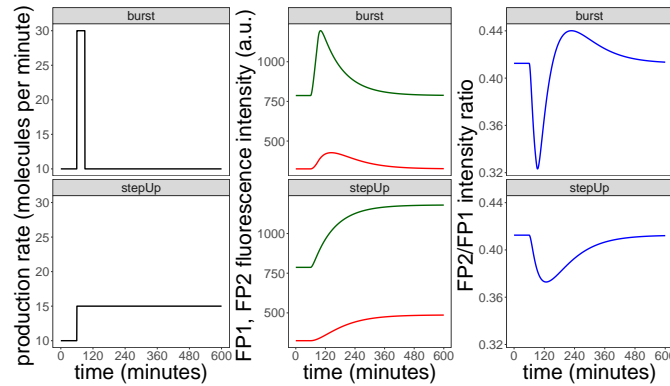 production rate (molecules per minute)
burst
30
25
20
15
10
stepUp
30
25
20
15
10
0 120 240 360 480 600
time (minutes)
FP1, FP2 fluorescence intensity (a.u.)
burst
1000
750
500
stepUp
1000
750
500
0 120 240 360 480 600
time (minutes)
FP2/FP1 intensity ratio
burst
0.44
0.40
0.36
0.32
stepUp
0.44
0.40
0.36
0.32
0 120 240 360 480 600
time (minutes)